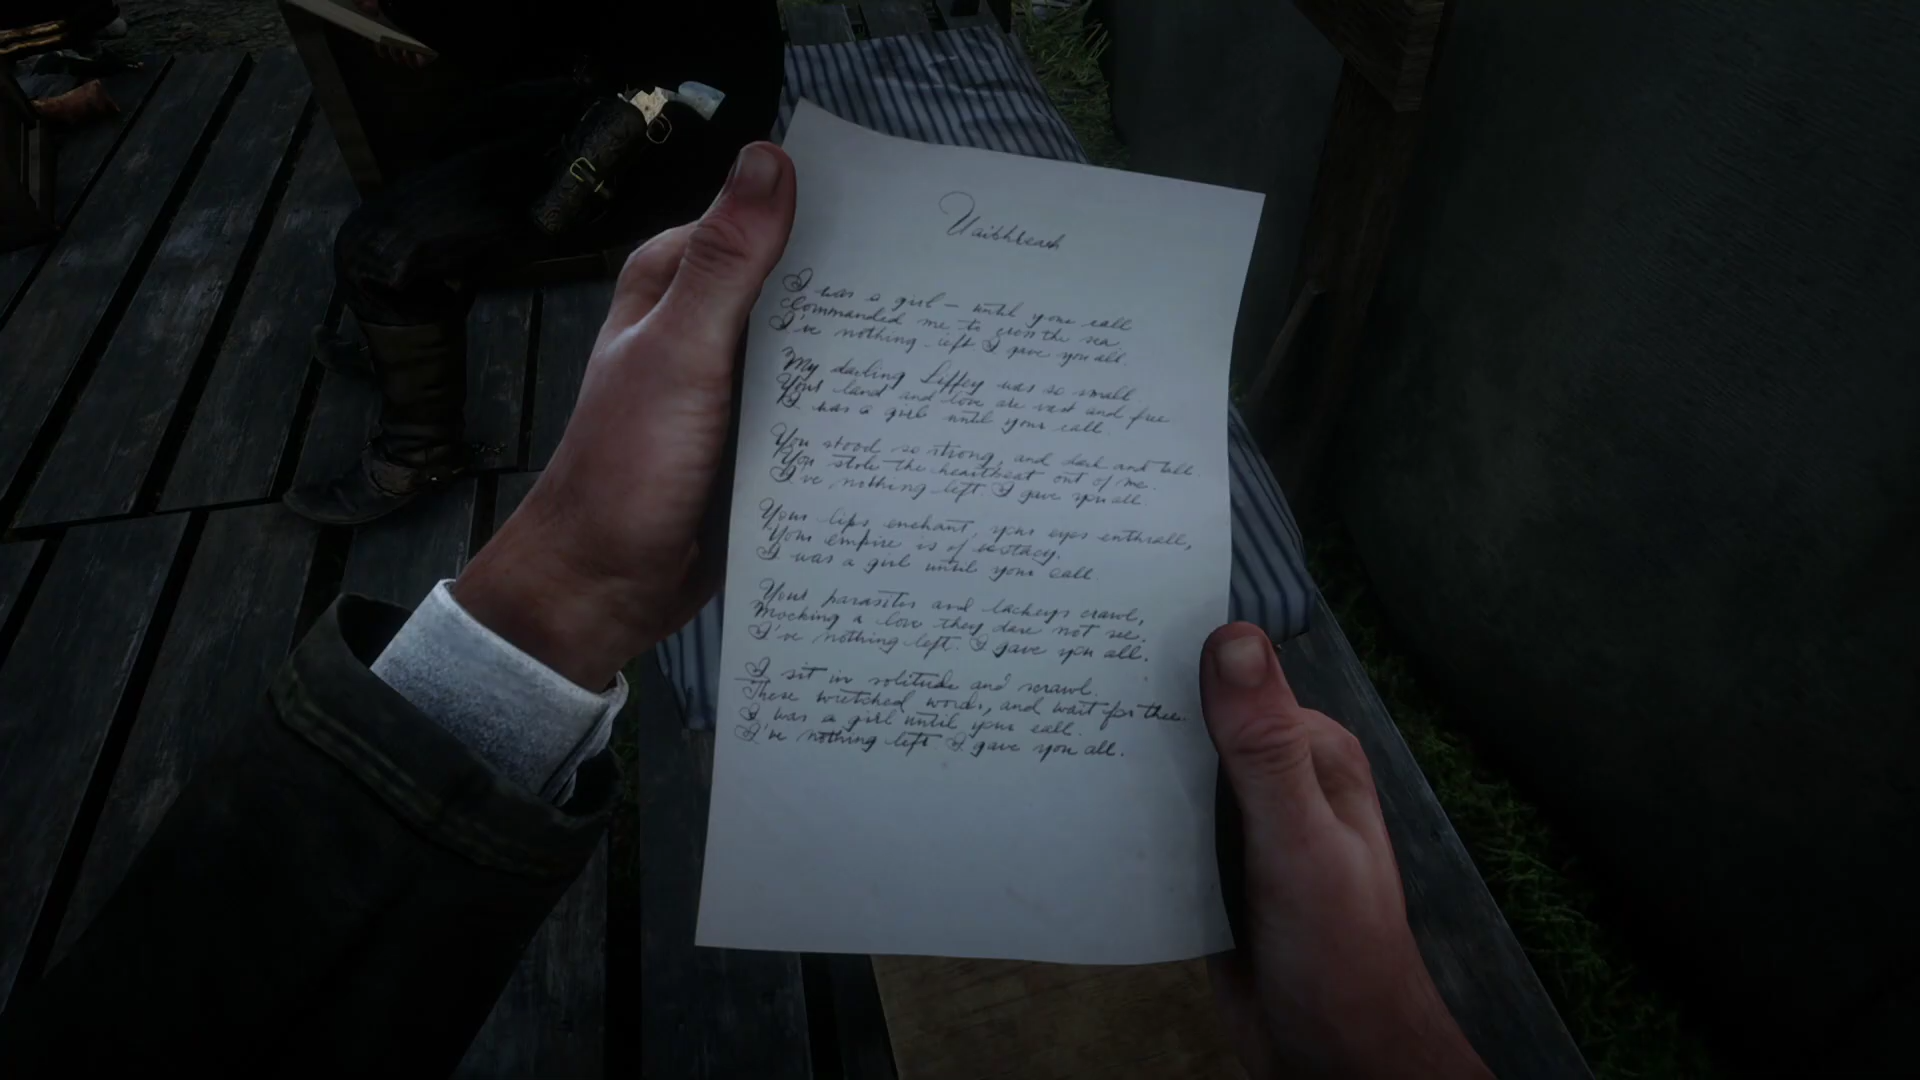 Uaibhreach
I was a girl – until your call
Commanded me to cross the sea.
I've nothing left I gave you all.
My darling Liffey was so small.
Your land and love are vast and free
I was a girl until your call.
You stood so strong, and dark and tall.
You stole the heartbeat out of me.
I've nothing left. I gave you all.
Your lips enchant, your eyes enthrall,
Your empire is of ecstacy.
I was a girl until your call.
Your parasites and lackeys crawl,
Mocking a love they dare not see.
I've nothing left. I gave you all.
I sit in solitude and scrawl.
These wretched words, and wait for thee.
I was a girl until your call.
I've nothing left I gave you all.